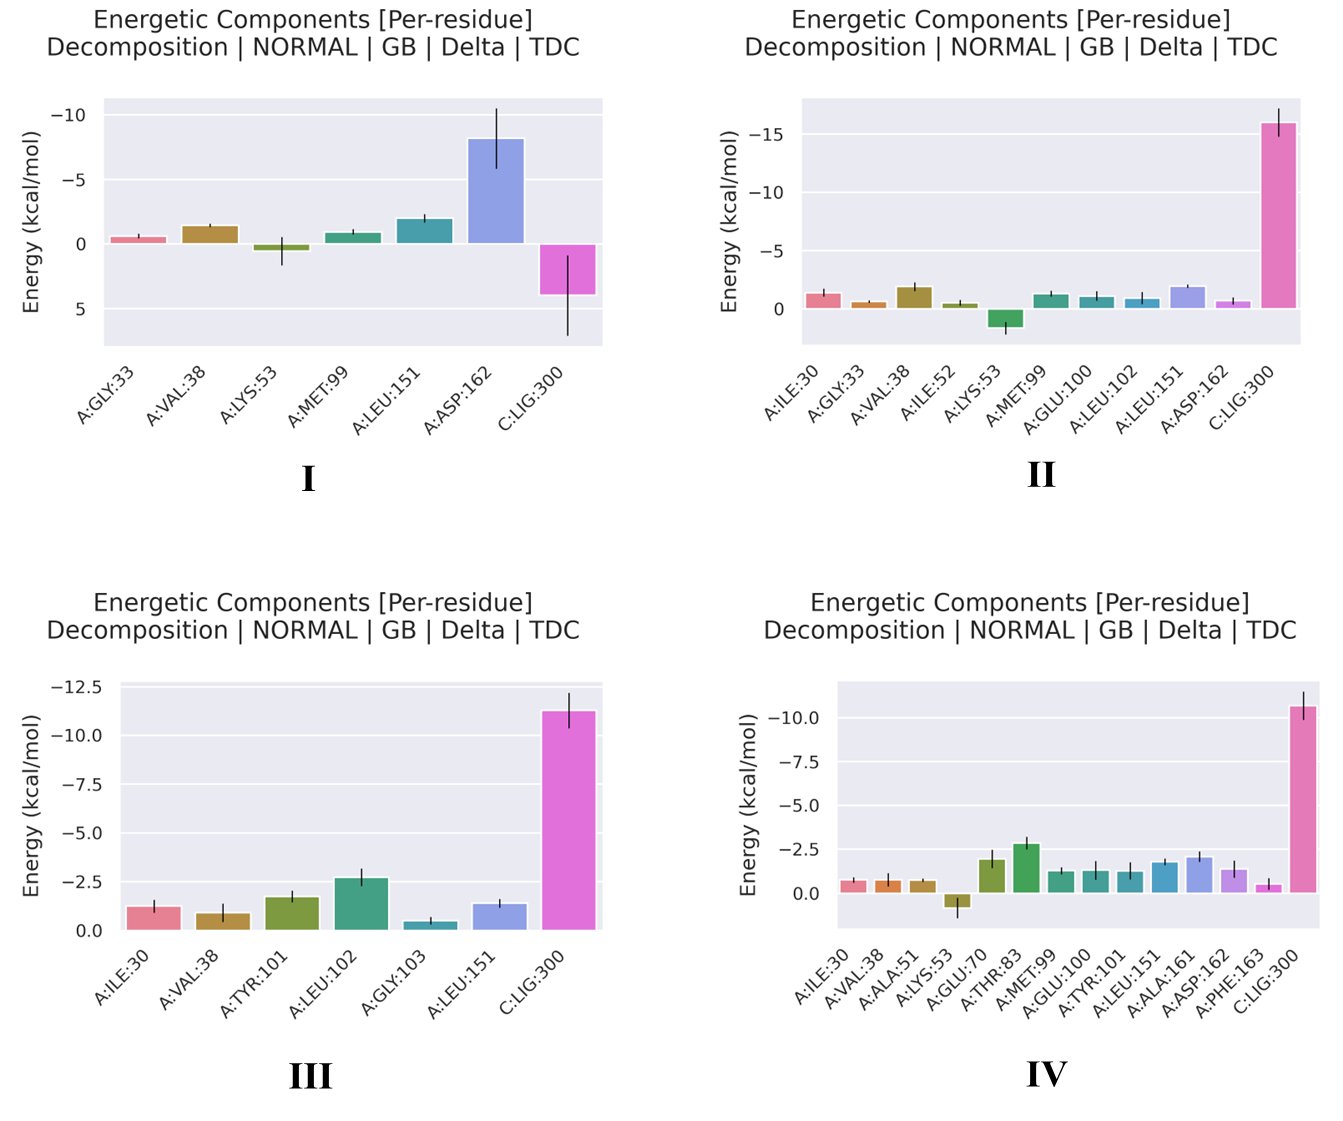 Energetic Components [Per-residue]
Decomposition | NORMAL | GB | Delta | TDC
Energy (kcal/mol)
−10
−5
0
5
A:GLY:33
A:VAL:38
A:LYS:53
A:MET:99
A:LEU:151
A:ASP:162
C:LIG:300
I
Energetic Components [Per-residue]
Decomposition | NORMAL | GB | Delta | TDC
Energy (kcal/mol)
−15
−10
−5
0
A:ILE:30
A:GLY:33
A:VAL:38
A:ILE:52
A:LYS:53
A:MET:99
A:GLU:100
A:LEU:102
A:LEU:151
A:ASP:162
C:LIG:300
II
Energetic Components [Per-residue]
Decomposition | NORMAL | GB | Delta | TDC
Energy (kcal/mol)
−12.5
−10.0
−7.5
−5.0
−2.5
0.0
A:ILE:30
A:VAL:38
A:TYR:101
A:LEU:102
A:GLY:103
A:LEU:151
C:LIG:300
III
Energetic Components [Per-residue]
Decomposition | NORMAL | GB | Delta | TDC
Energy (kcal/mol)
−10.0
−7.5
−5.0
−2.5
0.0
A:ILE:30
A:VAL:38
A:ALA:51
A:LYS:53
A:GLU:70
A:THR:83
A:MET:99
A:GLU:100
A:TYR:101
A:LEU:151
A:ALA:161
A:ASP:162
A:PHE:163
C:LIG:300
IV